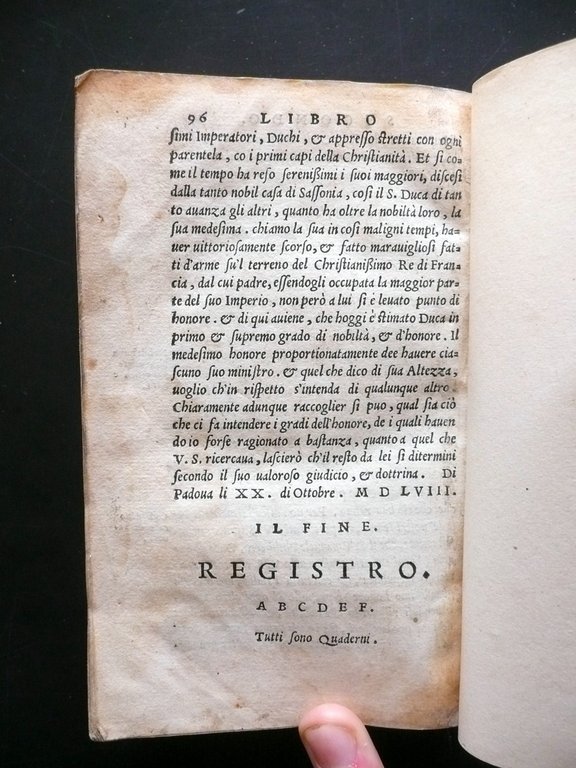 96 LIBRO
simi Imperatori, Duchi, & appresso stretti con ogni
parentela, co i primi capi della Christianità. Et si co=
me il tempo ha reso serenißimi i suoi maggiori, discesi
dalla tanto nobil casa di Sassonia, così il S. Duca di tan
to auanza gli altri, quanto ha oltre la nobiltà loro, la
sua medesima. chiamo la sua in così maligni tempi, ha=
uer uittoriosamente scorso, & fatto marauigliosi fat=
ti d'arme su'l terreno del Christianißimo Re di Fran=
cia, dal cui padre, essendogli occupata la maggior par=
te del suo Imperio, non però a lui si è leuato punto di
honore. & di qui auiene, che hoggi è stimato Duca in
primo & supremo grado di nobiltà, & d'honore. Il
medesimo honore proportionatamente dee hauere cia=
scuno suo ministro. & quel che dico di sua Altezza,
uoglio ch'in rispetto s'intenda di qualunque altro.
Chiaramente adunque raccoglier si puo, qual sia ciò
che ci fa intendere i gradi dell'honore, de i quali hauen
do io forse ragionato a bastanza, quanto a quel che
V. S. ricercaua, lascierò ch'il resto da lei si ditermini
secondo il suo ualoroso giudicio, & dottrina. Di
Padoua li XX. di Ottobre. MDLVIII.
IL FINE.
REGISTRO.
ABCDEF.
Tutti sono Quaderni.